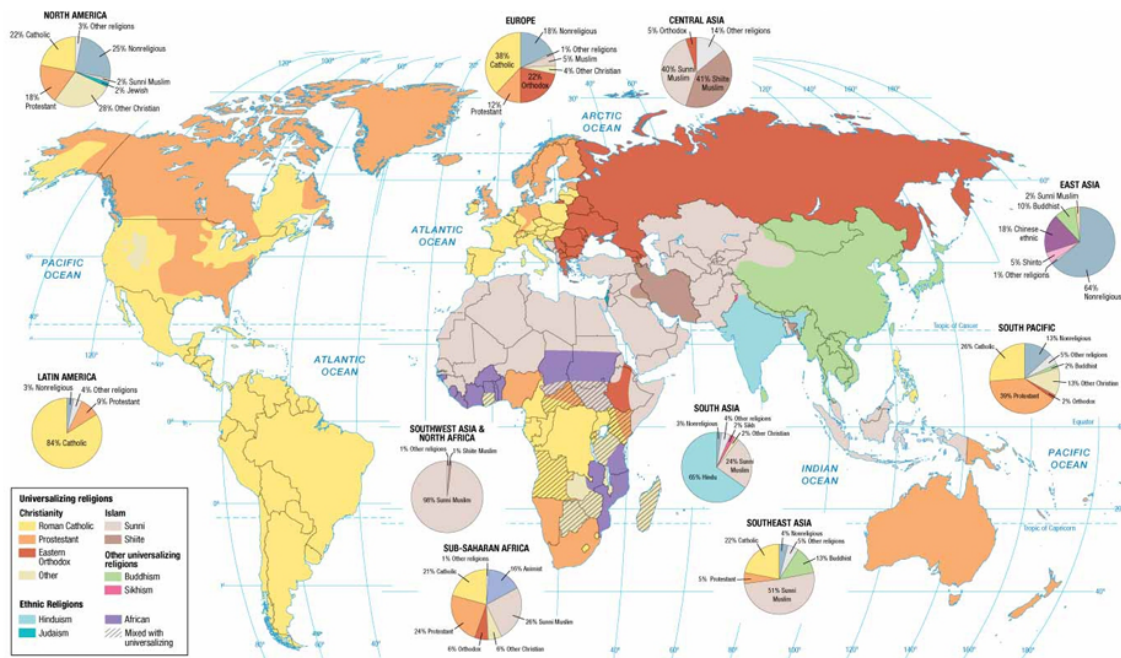 NORTH AMERICA
3% Other religions
22% Catholic
25% Nonreligious
2% Sunni Muslim
2% Jewish
18%
Protestant
28% Other Christian
EUROPE
18% Nonreligious
38%
Catholic
1% Other religions
5% Muslim
4% Other Christian
22%
Orthodox
12%
Protestant
CENTRAL ASIA
5% Orthodox
14% Other religions
40% Sunni
Muslim
41% Shiite
Muslim
ARCTIC
OCEAN
EAST ASIA
2% Sunni Muslim
10% Buddhist
18% Chinese
ethnic
5% Shinto
1% Other religions
64%
Nonreligious
ATLANTIC
OCEAN
PACIFIC
OCEAN
ATLANTIC
OCEAN
Tropic of Cancer
SOUTH PACIFIC
13% Nonreligious
26% Catholic
5% Other religions
2% Buddhist
13% Other Christian
39% Protestant
2% Orthodox
LATIN AMERICA
3% Nonreligious
4% Other religions
9% Protestant
84% Catholic
SOUTHWEST ASIA &
NORTH AFRICA
1% Other religions
1% Shiite Muslim
98% Sunni Muslim
SOUTH ASIA
3% Nonreligious
4% Other religions
2% Sikh
2% Other Christian
24% Sunni
Muslim
65% Hindu
Equator
INDIAN
OCEAN
PACIFIC
OCEAN
Tropic of Capricorn
SUB-SAHARAN AFRICA
1% Other religions
21% Catholic
16% Animist
26% Sunni Muslim
24% Protestant
6% Orthodox
6% Other Christian
SOUTHEAST ASIA
4% Nonreligious
22% Catholic
5% Other religions
13% Buddhist
5% Protestant
51% Sunni
Muslim
Universalizing religions
Christianity
Roman Catholic
Prostestant
Eastern
Orthodox
Other
Islam
Sunni
Shiite
Other universalizing
religions
Buddhism
Sikhism
Ethnic Religions
Hinduism
Judaism
African
Mixed with
universalizing